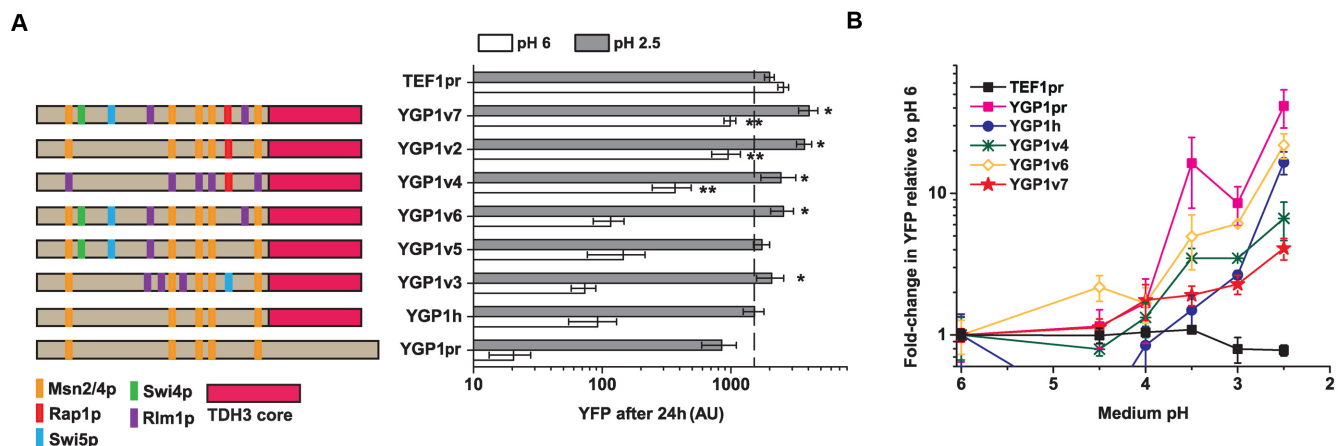 A
pH 6
pH 2.5
TEF1pr
YGP1v7
*
**
YGP1v2
*
**
YGP1v4
*
**
YGP1v6
*
YGP1v5
YGP1v3
*
YGP1h
YGP1pr
10
100
1000
YFP after 24h (AU)
Msn2/4p
Rap1p
Swi5p
Swi4p
Rlm1p
TDH3 core
B
Fold-change in YFP relative to pH 6
10
1
TEF1pr
YGP1pr
YGP1h
YGP1v4
YGP1v6
YGP1v7
6
5
4
3
2
Medium pH